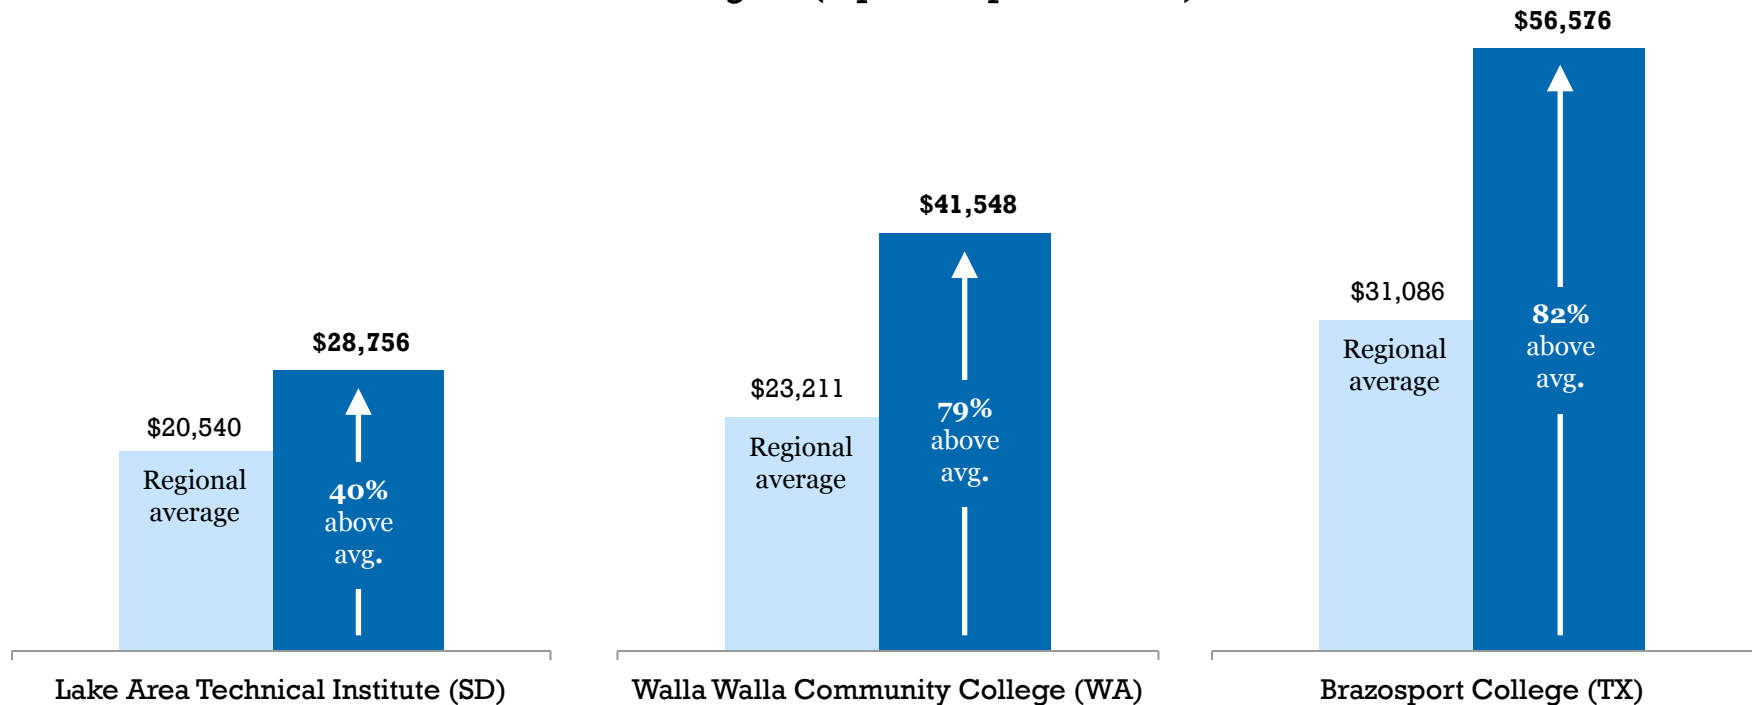 $56,576
$41,548
$31,086
Regional
average
82%
above
avg.
$28,756
$23,211
Regional
average
79%
above
avg.
$20,540
Regional
average
40%
above
avg.
Lake Area Technical Institute (SD)
Walla Walla Community College (WA)
Brazosport College (TX)